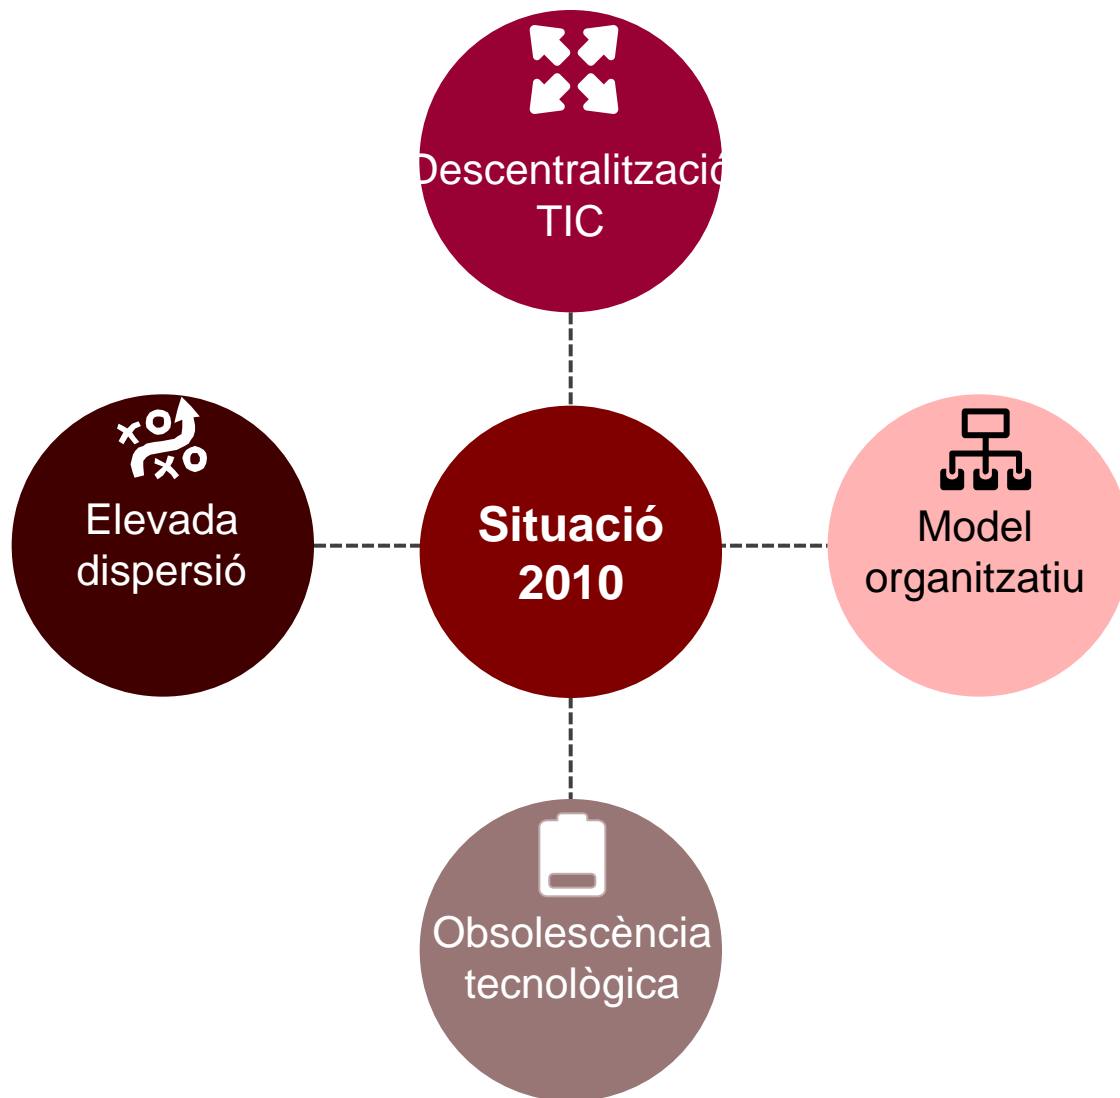 Descentralització
TIC
Elevada
dispersió
Situació
2010
Model
organitzatiu
Obsolescència
tecnològica